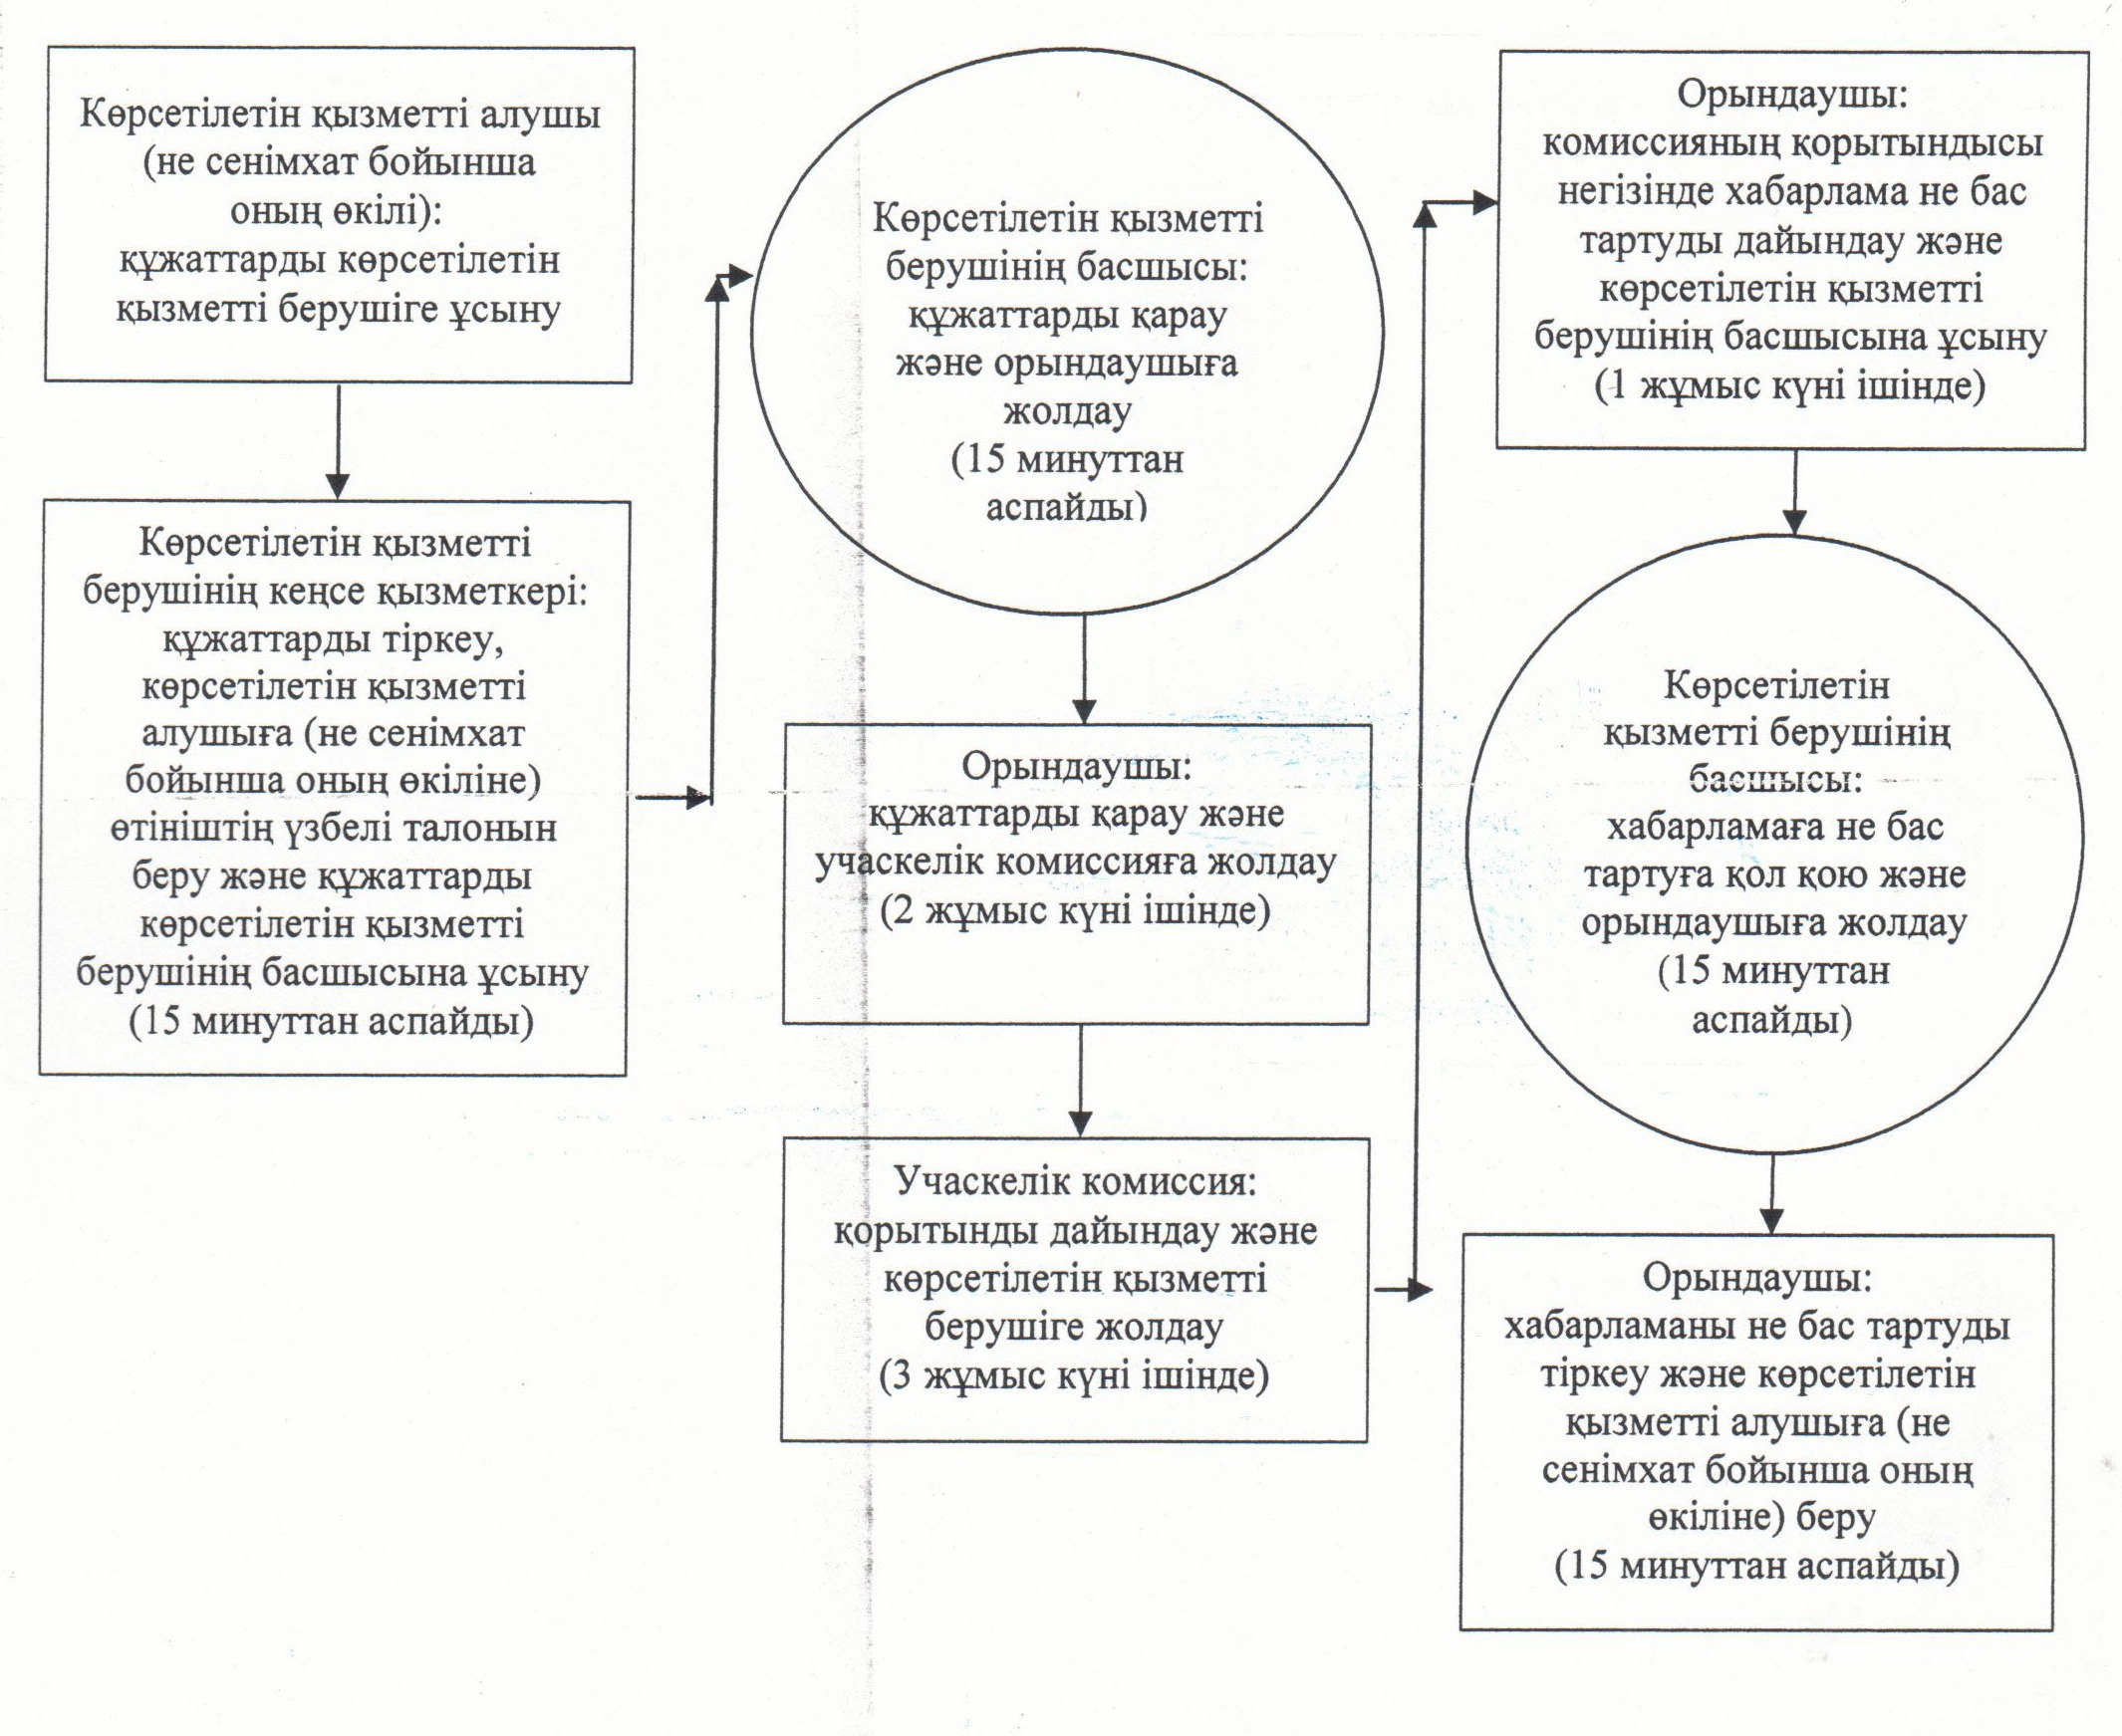 Көрсетілетін қызметті алушы
(не сенімхат бойынша
оның өкілі):
құжаттарды көрсетілетін
қызметті берушіге ұсыну
Көрсетілетін қызметті
берушінің кеңсе қызметкері:
құжаттарды тіркеу,
көрсетілетін қызметті
алушыға (не сенімхат
бойынша оның өкіліне)
өтініштің үзбелі талонын
беру және құжаттарды
көрсетілетін қызметті
берушінің басшысына ұсыну
(15 минуттан аспайды)
Көрсетілетін қызметті
берушінің басшысы:
құжаттарды қарау
және орындаушыға
жолдау
(15 минуттан
аспайды)
Орындаушы:
құжаттарды қарау және
учаскелік комиссияға жолдау
(2 жұмыс күні ішінде)
Учаскелік комиссия:
қорытынды дайындау және
көрсетілетін қызметті
берушіге жолдау
(3 жұмыс күні ішінде)
Орындаушы:
комиссияның қорытындысы
негізінде хабарлама не бас
тартуды дайындау және
көрсетілетін қызметті
берушінің басшысына ұсыну
(1 жұмыс күні ішінде)
Көрсетілетін
қызметті берушінің
басшысы:
хабарламаға не бас
тартуға қол қою және
орындаушыға жолдау
(15 минуттан
аспайды)
Орындаушы:
хабарламаны не бас тартуды
тіркеу және көрсетілетін
қызметті алушыға (не
сенімхат бойынша оның
өкіліне) беру
(15 минуттан аспайды)